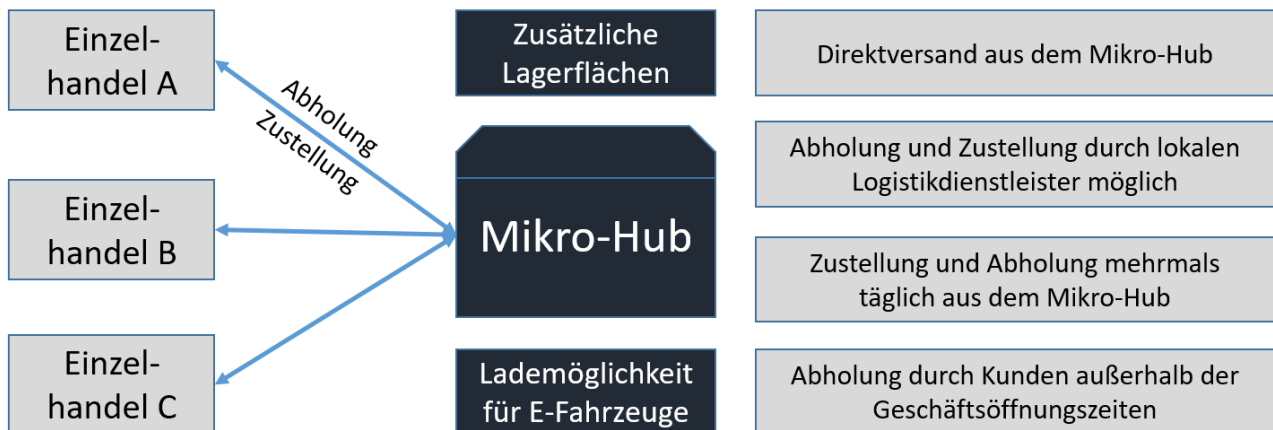 Einzel-
handel A
Abholung
Zustellung
Einzel-
handel B
Einzel-
handel C
Zusätzliche
Lagerflächen
Mikro-Hub
Lademöglichkeit
für E-Fahrzeuge
Direktversand aus dem Mikro-Hub
Abholung und Zustellung durch lokalen
Logistikdienstleister möglich
Zustellung und Abholung mehrmals
täglich aus dem Mikro-Hub
Abholung durch Kunden außerhalb der
Geschäftsöffnungszeiten